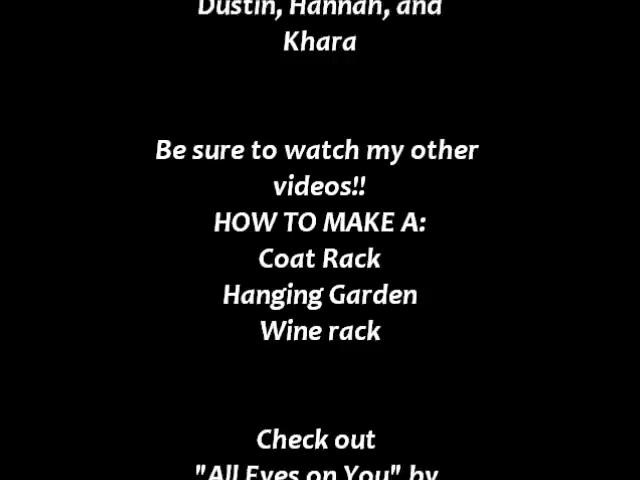 Dustin, Hannah, and
Khara
Be sure to watch my other
videos!!
HOW TO MAKE A:
Coat Rack
Hanging Garden
Wine rack
Check out
"All Eyes on You" by